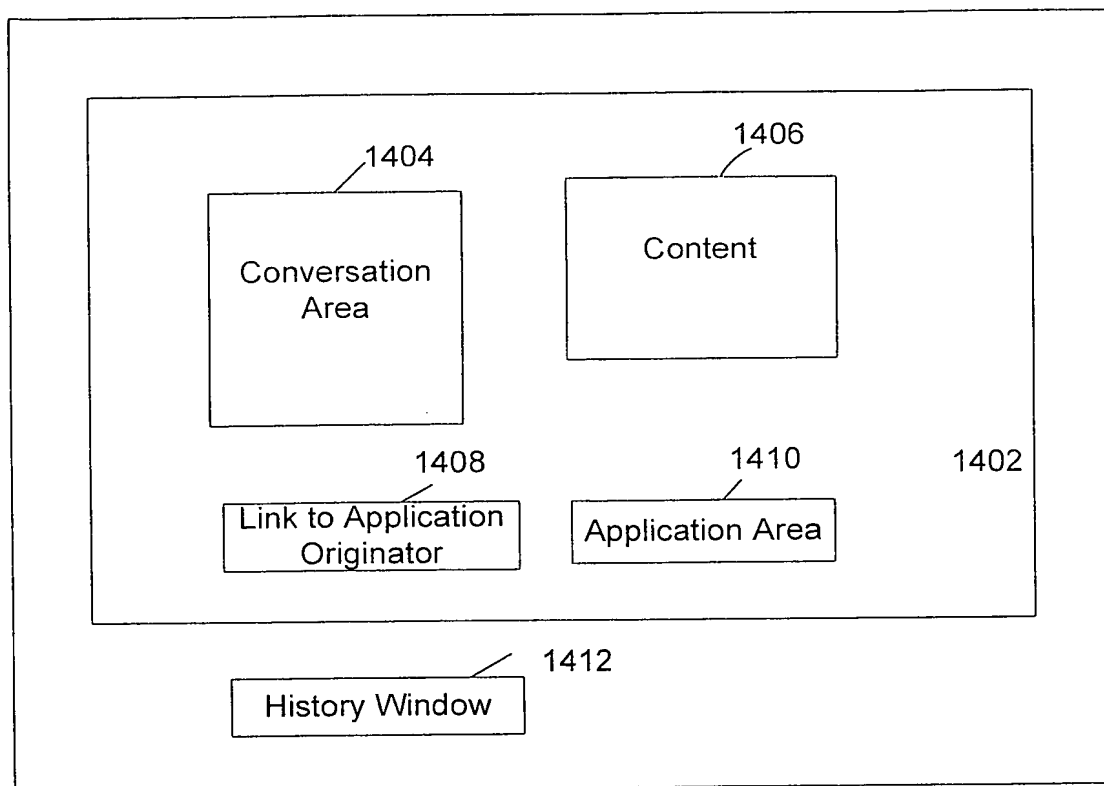 1404
1406
Conversation
Area
Content
1408
1410
1402
Link to Application
Originator
Application Area
1412
History Window